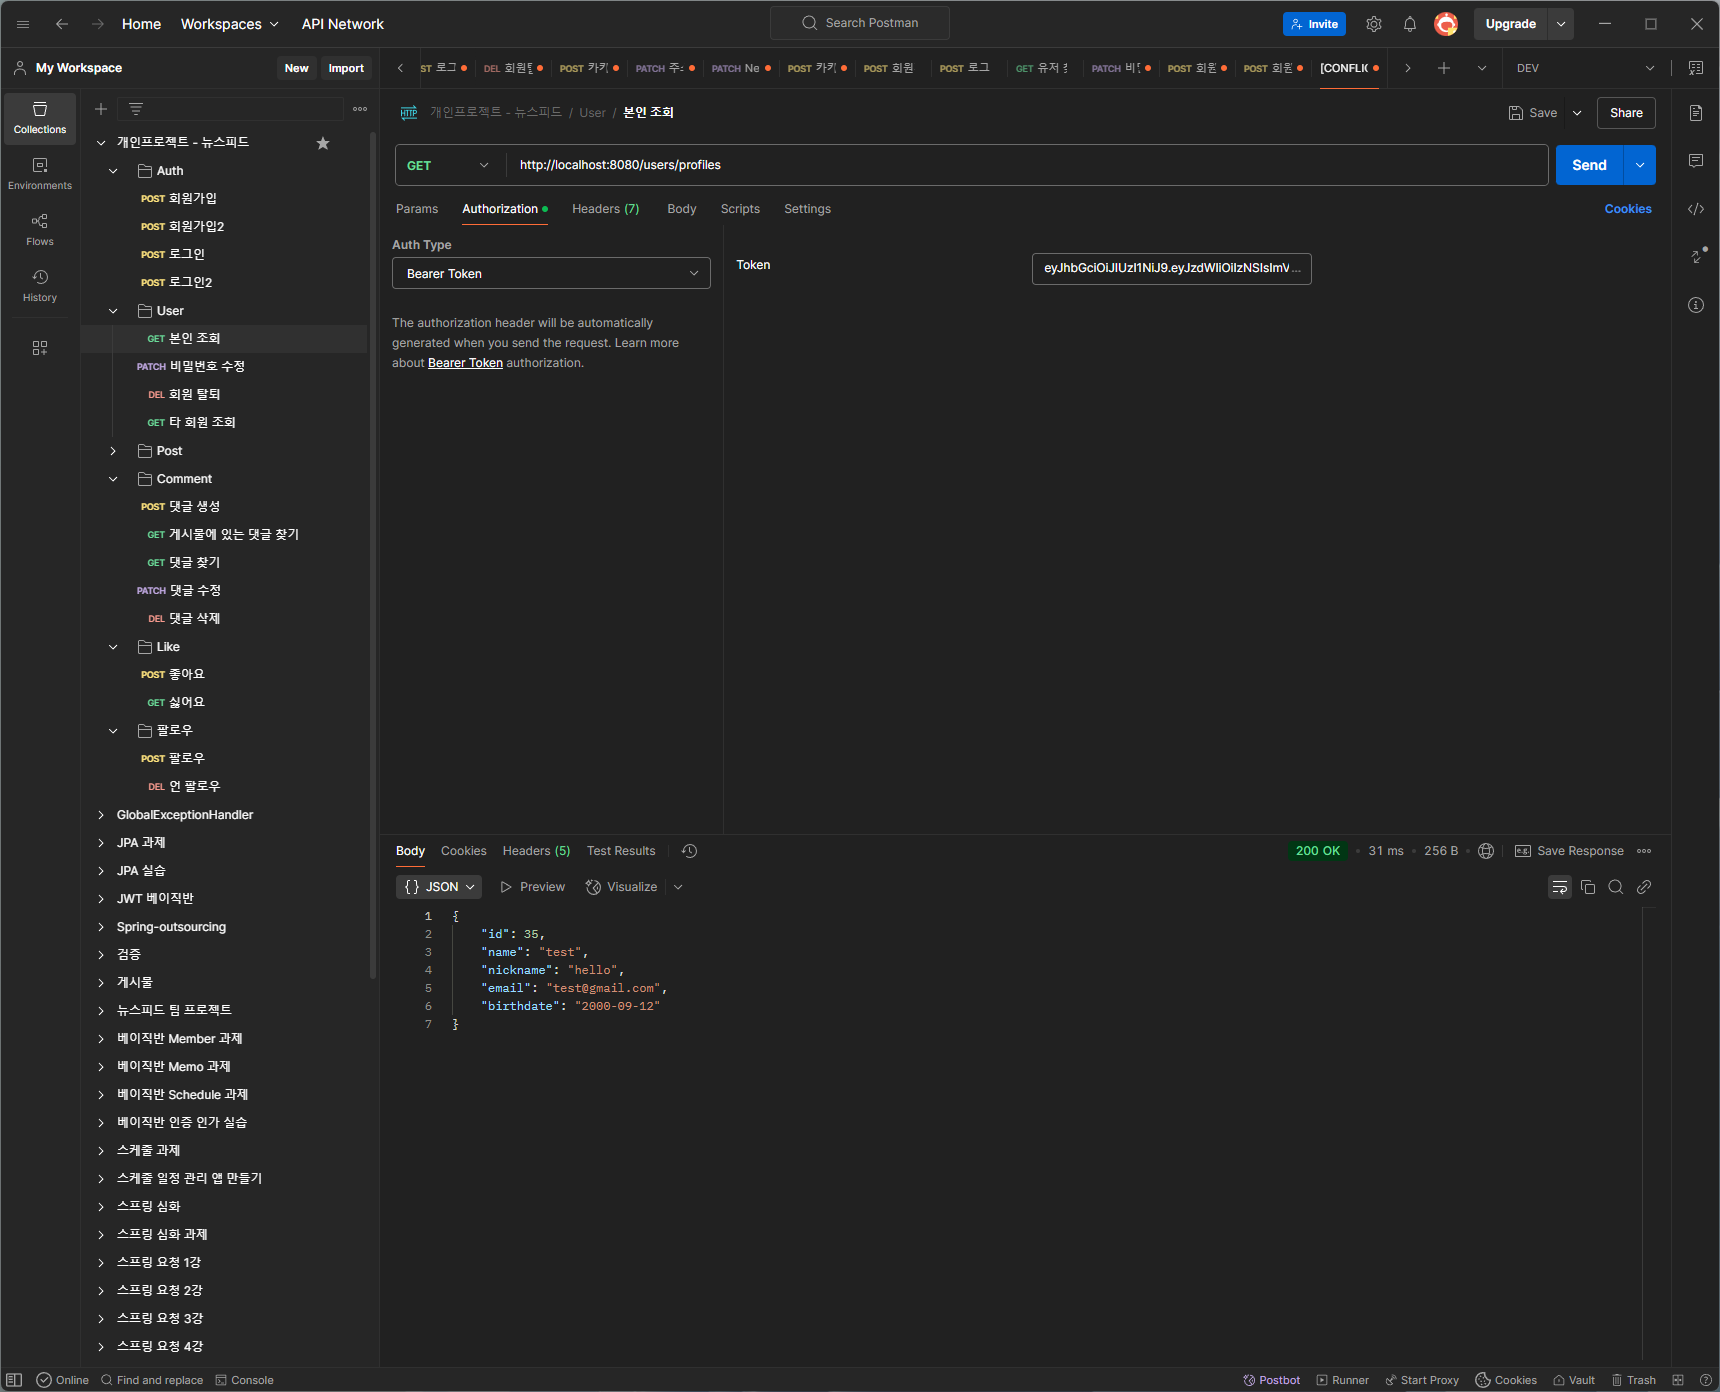 Home Workspaces API Network Search Postman Invite Upgrade
My Workspace New Import
ST 로그 DEL 회원탈 POST 카카 PATCH 주소 PATCH Ne POST 카카 POST 회원 POST 로그 GET 유저 PATCH 비밀 POST 회원 POST 회원 [CONFLIC DEV
Collections
Environments
Flows
History
개인프로젝트 - 뉴스피드
Auth
POST 회원가입
POST 회원가입2
POST 로그인
POST 로그인2
User
GET 본인 조회
PATCH 비밀번호 수정
DEL 회원 탈퇴
GET 타 회원 조회
Post
Comment
POST 댓글 생성
GET 게시물에 있는 댓글 찾기
GET 댓글 찾기
PATCH 댓글 수정
DEL 댓글 삭제
Like
POST 좋아요
GET 싫어요
팔로우
POST 팔로우
DEL 언 팔로우
GlobalExceptionHandler
JPA 과제
JPA 실습
JWT 베이직반
Spring-outsourcing
검증
게시물
뉴스피드 팀 프로젝트
베이직반 Member 과제
베이직반 Memo 과제
베이직반 Schedule 과제
베이직반 인증 인가 실습
스케줄 과제
스케줄 일정 관리 앱 만들기
스프링 심화
스프링 심화 과제
스프링 요청 1강
스프링 요청 2강
스프링 요청 3강
스프링 요청 4강
HTTP 개인프로젝트 - 뉴스피드 / User / 본인 조회 Save Share
GET http://localhost:8080/users/profiles Send
Params Authorization Headers (7) Body Scripts Settings Cookies
Auth Type
Bearer Token
The authorization header will be automatically
generated when you send the request. Learn more
about Bearer Token authorization.
Token eyJhbGciOiJIUzI1NiJ9.eyJzdWIiOiIzNSIsImV...
Body Cookies Headers (5) Test Results 200 OK 31 ms 256 B Save Response
{} JSON Preview Visualize
1 {
2 "id": 35,
3 "name": "test",
4 "nickname": "hello",
5 "email": "test@gmail.com",
6 "birthdate": "2000-09-12"
7 }
Online Find and replace Console Postbot Runner Start Proxy Cookies Vault Trash